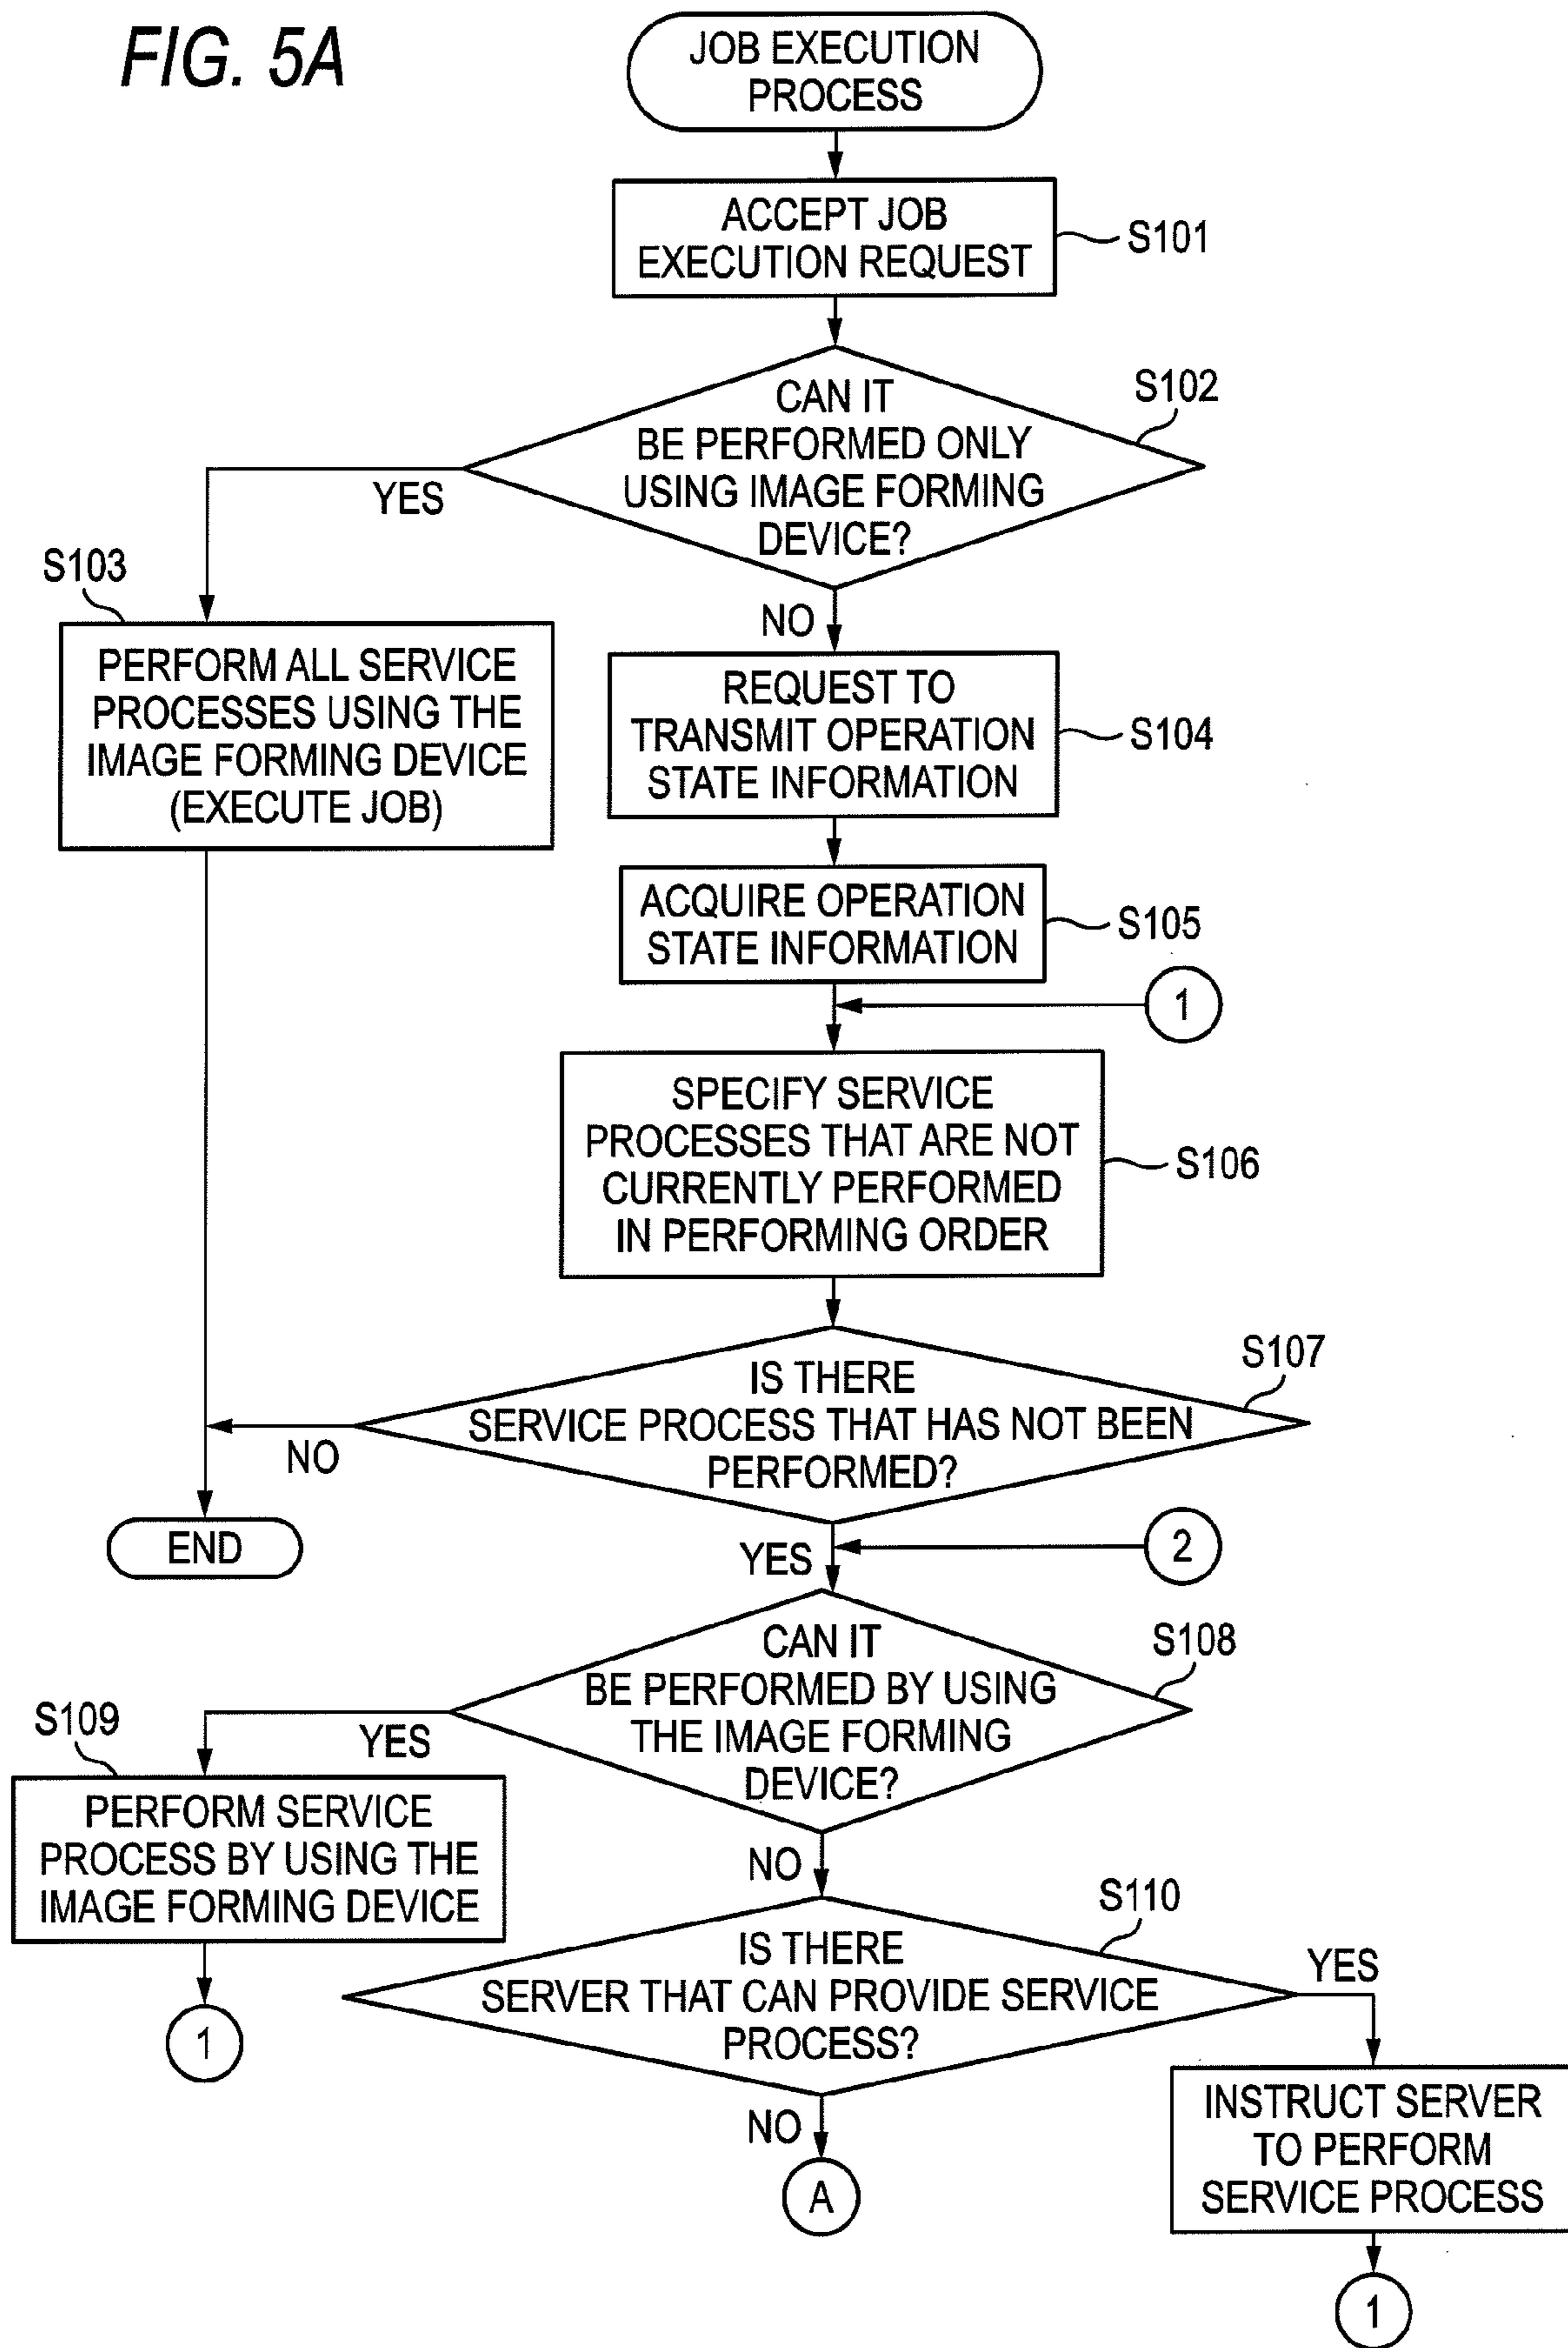 FIG. 5A
JOB EXECUTION
PROCESS
ACCEPT JOB
EXECUTION REQUEST
S101
CAN IT
BE PERFORMED ONLY
USING IMAGE FORMING
DEVICE?
S102
YES
NO
S103
PERFORM ALL SERVICE
PROCESSES USING THE
IMAGE FORMING DEVICE
(EXECUTE JOB)
REQUEST TO
TRANSMIT OPERATION
STATE INFORMATION
S104
ACQUIRE OPERATION
STATE INFORMATION
S105
1
SPECIFY SERVICE
PROCESSES THAT ARE NOT
CURRENTLY PERFORMED
IN PERFORMING ORDER
S106
IS THERE
SERVICE PROCESS THAT HAS NOT BEEN
PERFORMED?
S107
NO
END
YES
2
CAN IT
BE PERFORMED BY USING
THE IMAGE FORMING
DEVICE?
S108
YES
S109
PERFORM SERVICE
PROCESS BY USING THE
IMAGE FORMING DEVICE
1
NO
IS THERE
SERVER THAT CAN PROVIDE SERVICE
PROCESS?
S110
YES
NO
A
INSTRUCT SERVER
TO PERFORM
SERVICE PROCESS
1